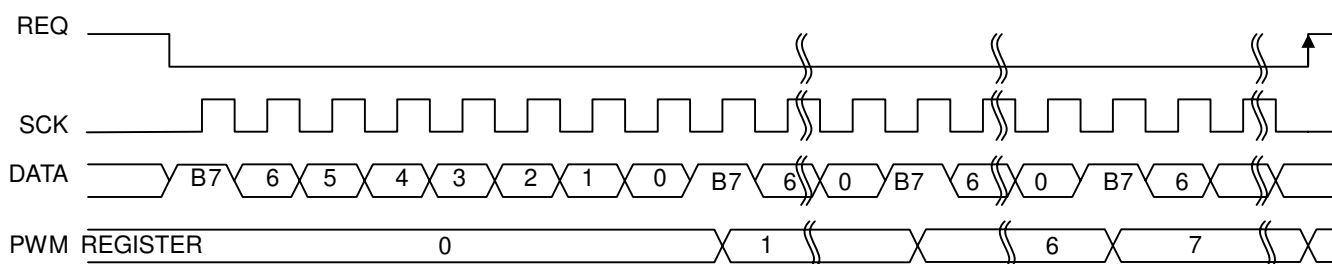 REQ
SCK
DATA B7 6 5 4 3 2 1 0 B7 6 0 B7 6 0 B7 6
PWM REGISTER 0 1 6 7